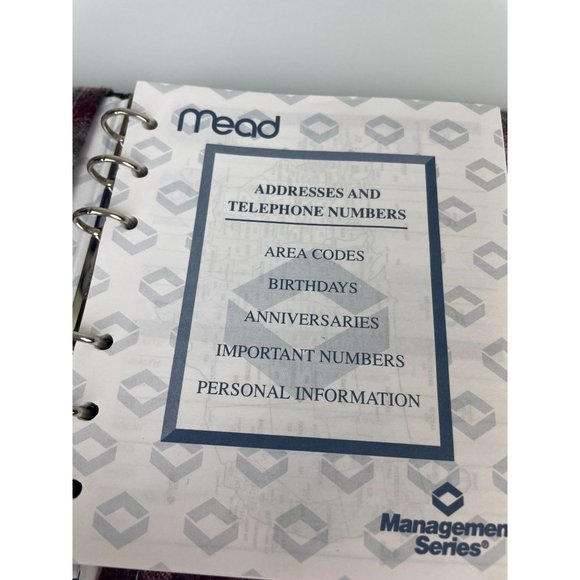 Mead
ADDRESSES AND
TELEPHONE NUMBERS
AREA CODES
BIRTHDAYS
ANNIVERSARIES
IMPORTANT NUMBERS
PERSONAL INFORMATION
Managemen
Series®